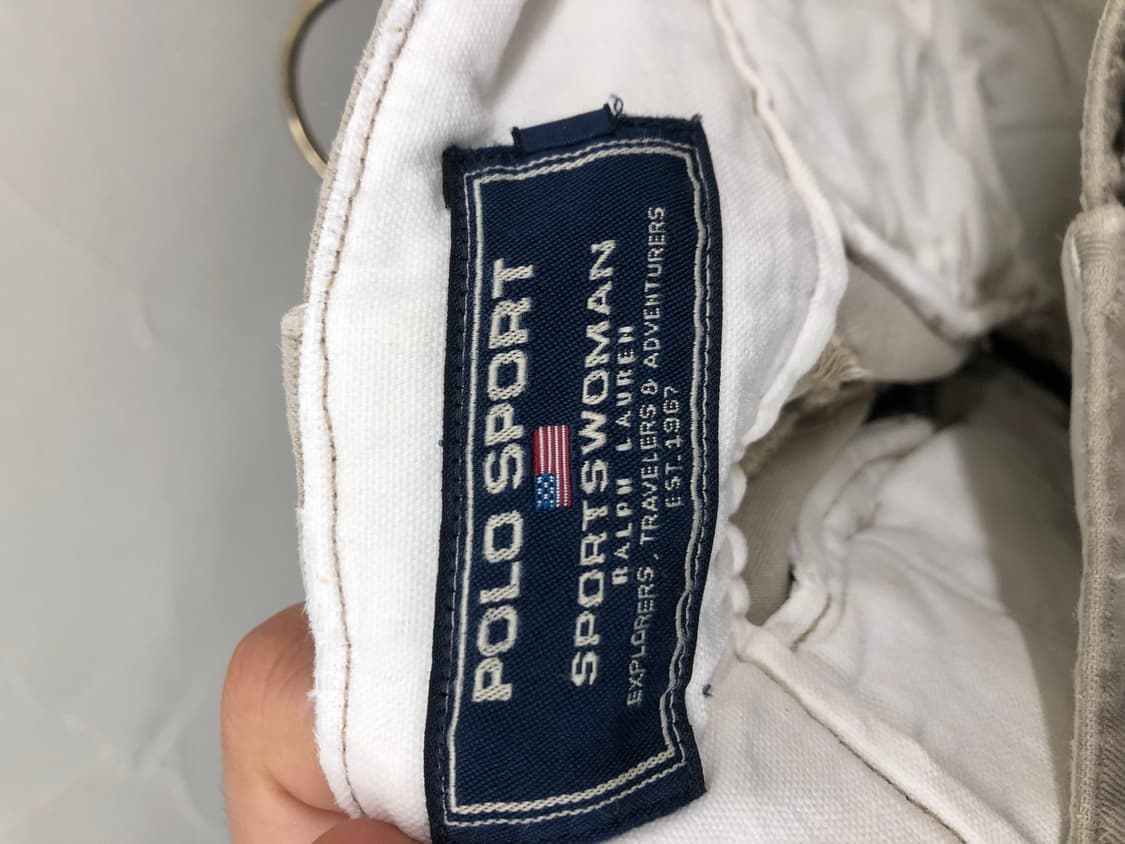 POLO SPORT
SPORTSWOMAN
RALPH LAUREN
EXPLORERS, TRAVELERS & ADVENTURERS
EST.1967